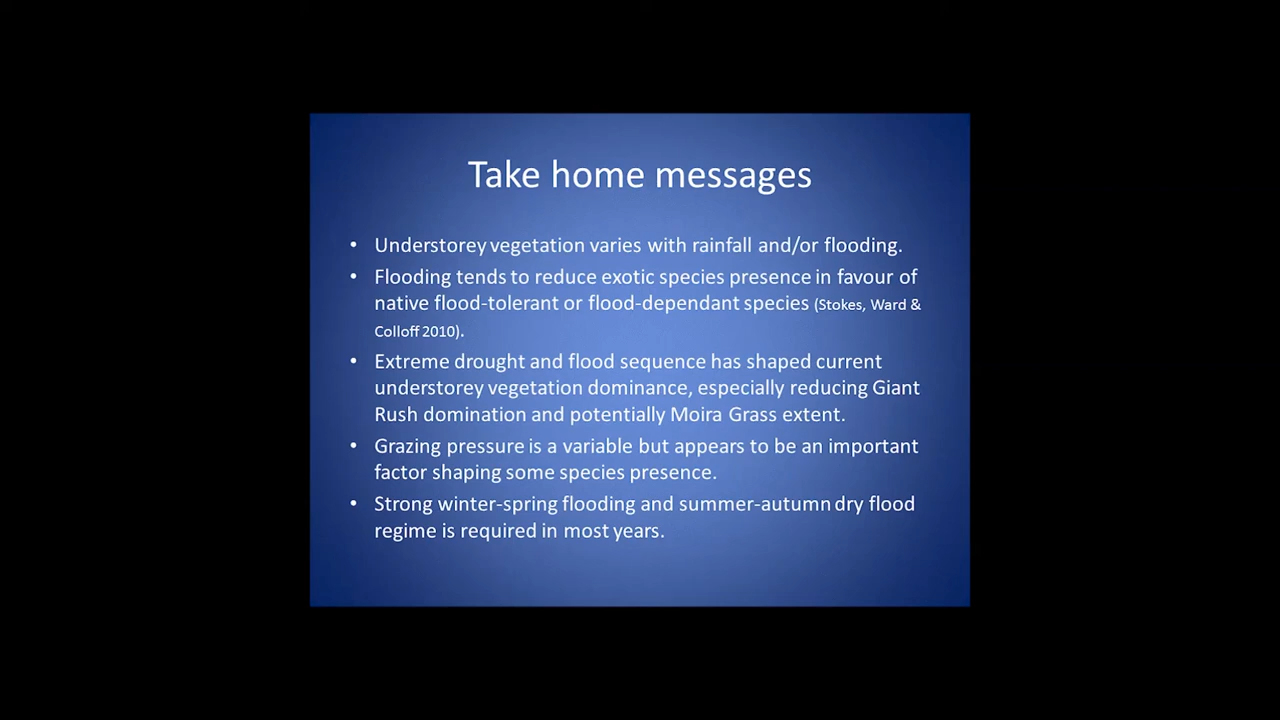 Take home messages
• Understorey vegetation varies with rainfall and/or flooding.
• Flooding tends to reduce exotic species presence in favour of
native flood-tolerant or flood-dependant species (Stokes, Ward &
Colloff 2010).
• Extreme drought and flood sequence has shaped current
understorey vegetation dominance, especially reducing Giant
Rush domination and potentially Moira Grass extent.
• Grazing pressure is a variable but appears to be an important
factor shaping some species presence.
• Strong winter-spring flooding and summer-autumn dry flood
regime is required in most years.